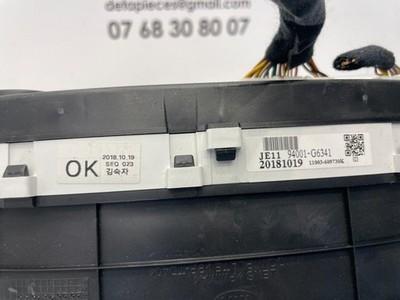 detapieces@gmail.com
07 68 30 80 07
OK
2018.10.19
SEQ 023
김숙자
JE11 94001-G6341
20181019